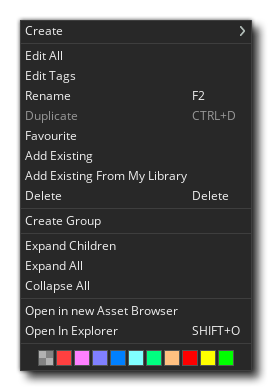 Create
Edit All
Edit Tags
Rename F2
Duplicate CTRL+D
Favourite
Add Existing
Add Existing From My Library
Delete Delete
Create Group
Expand Children
Expand All
Collapse All
Open in new Asset Browser
Open In Explorer SHIFT+O